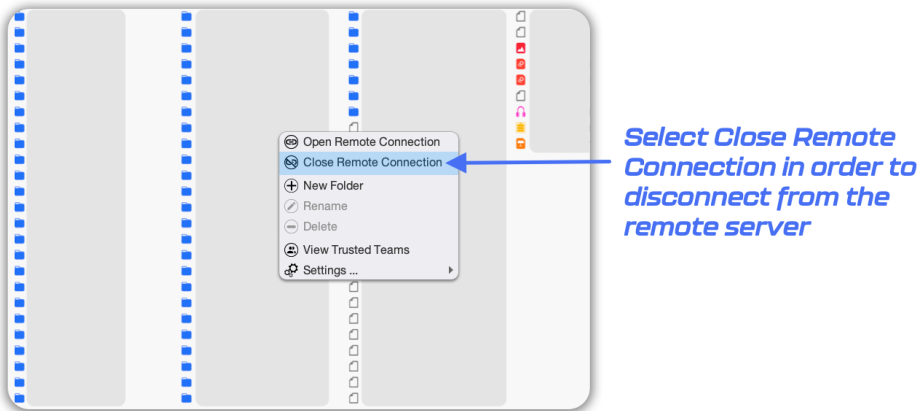 Open Remote Connection
Close Remote Connection
New Folder
Rename
Delete
View Trusted Teams
Settings ...
Select Close Remote
Connection in order to
disconnect from the
remote server